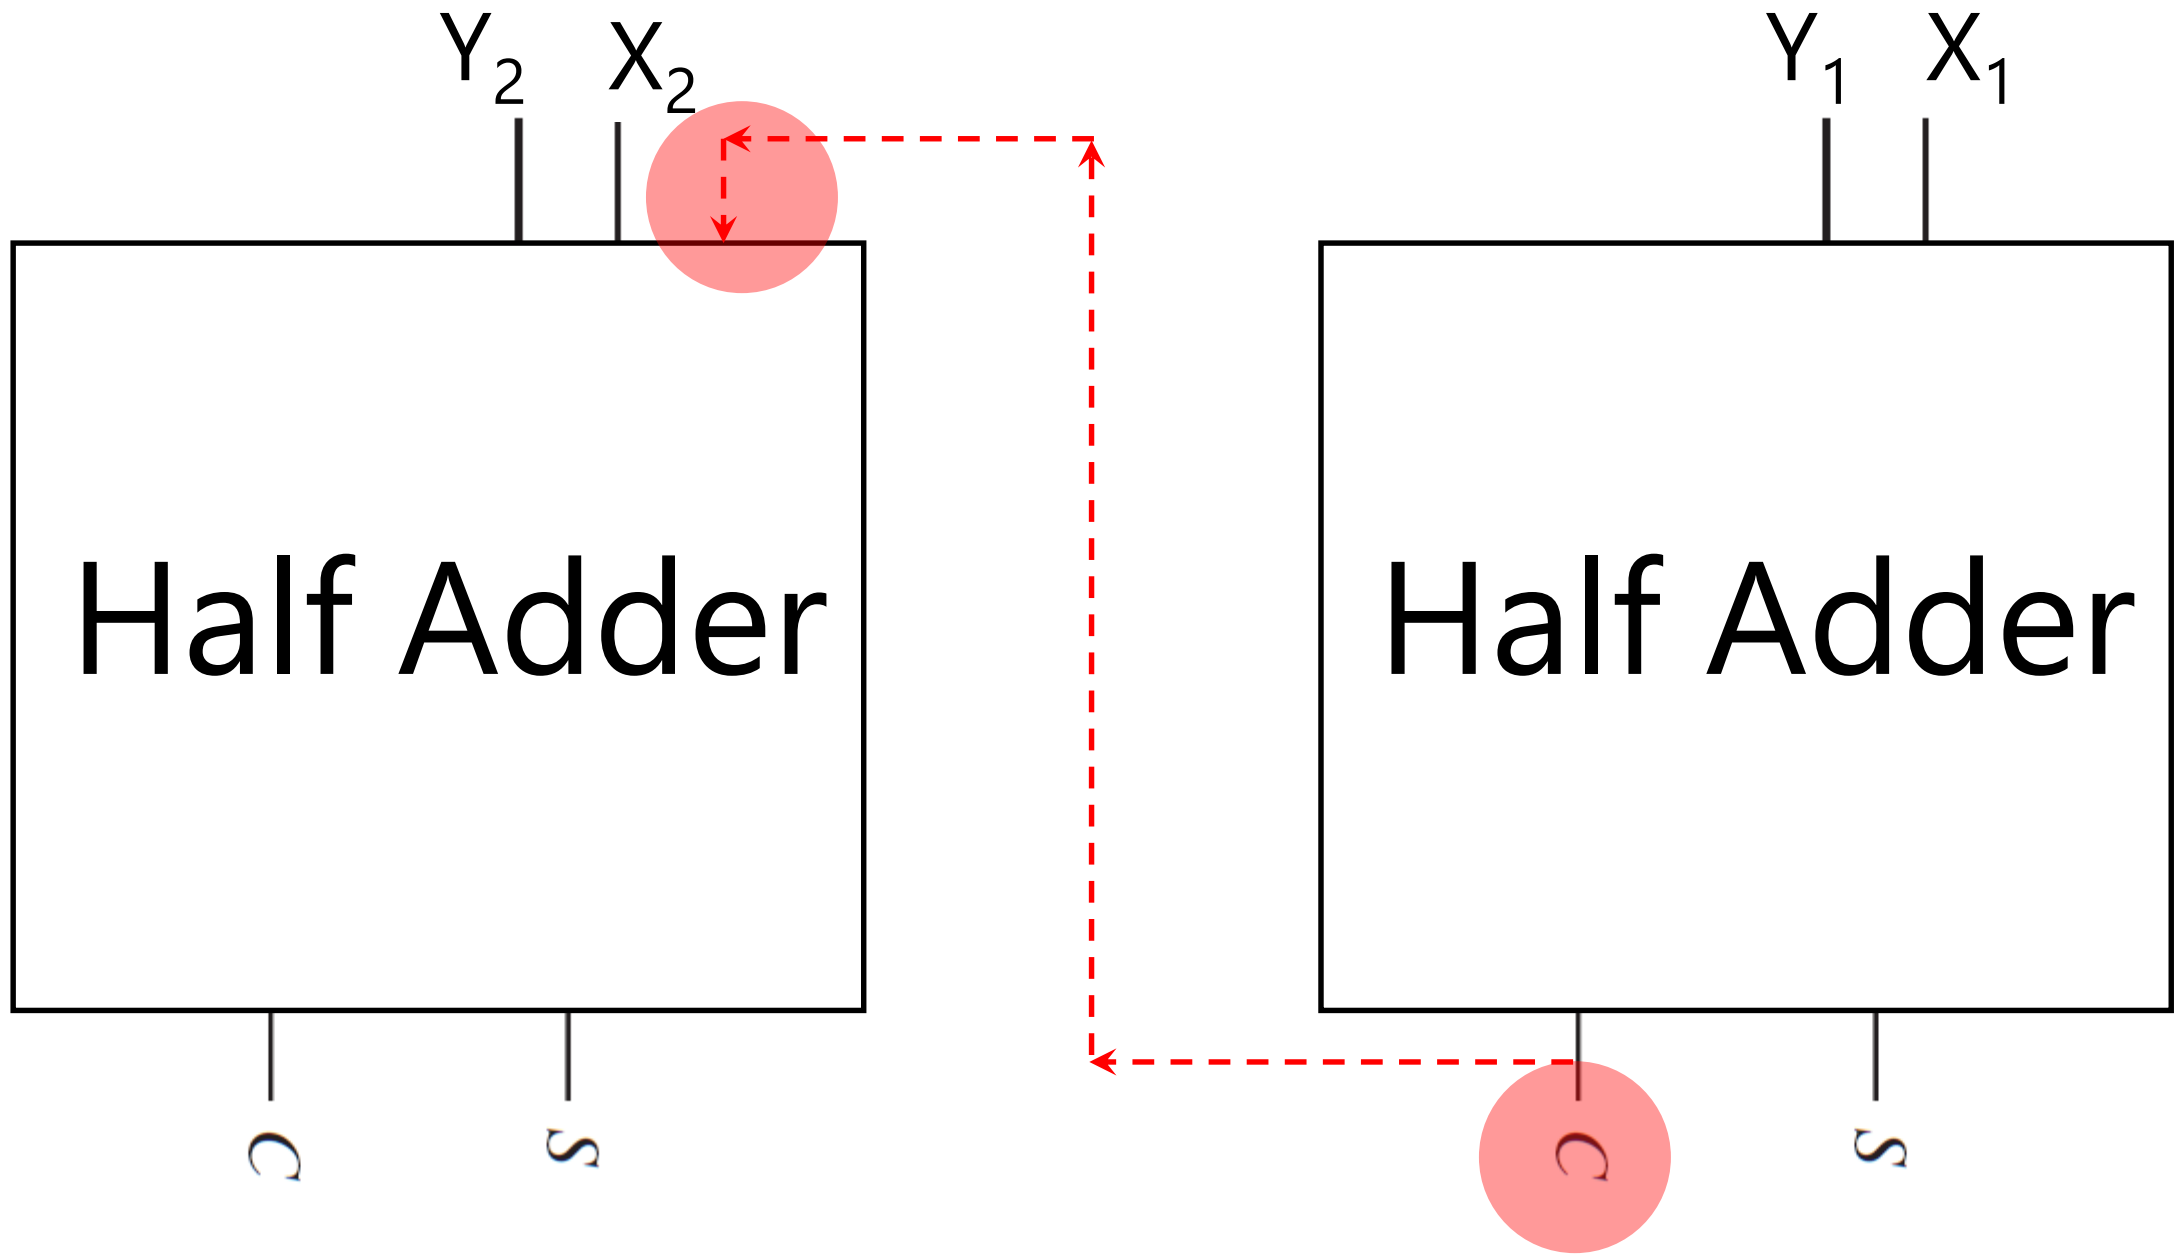 Y₂ X₂ Y₁ X₁
Half Adder Half Adder
C S C S